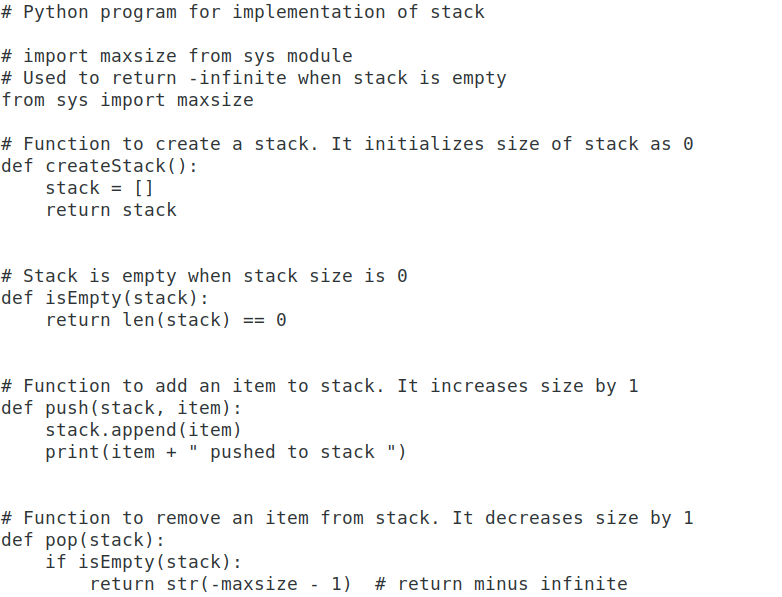 # Python program for implementation of stack
# import maxsize from sys module
# Used to return -infinite when stack is empty
from sys import maxsize
# Function to create a stack. It initializes size of stack as 0
def createStack():
    stack = []
    return stack
# Stack is empty when stack size is 0
def isEmpty(stack):
    return len(stack) == 0
# Function to add an item to stack. It increases size by 1
def push(stack, item):
    stack.append(item)
    print(item + " pushed to stack ")
# Function to remove an item from stack. It decreases size by 1
def pop(stack):
    if isEmpty(stack):
        return str(-maxsize - 1)  # return minus infinite